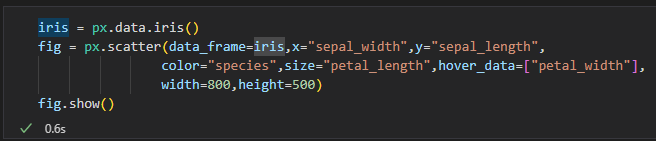 iris = px.data.iris()
fig = px.scatter(data_frame=iris,x="sepal_width",y="sepal_length",
color="species",size="petal_length",hover_data=["petal_width"],
width=800,height=500)
fig.show()
0.6s